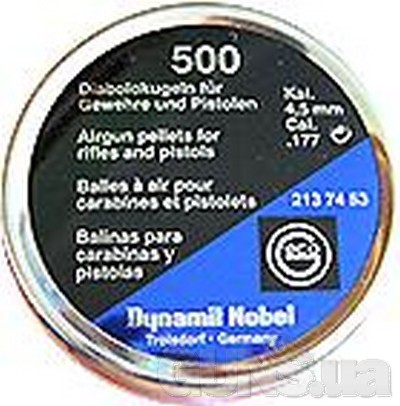 500
Diabolokugeln für
Gewehre und Pistolen
Kal.
4,5 mm
Cal.
.177
Airgun pellets for
rifles and pistols
Balles à air pour
carabines et pistolets
213 74 53
Balinas para
carabinas y
pistolas
Dynamit Nobel
Troisdorf · Germany